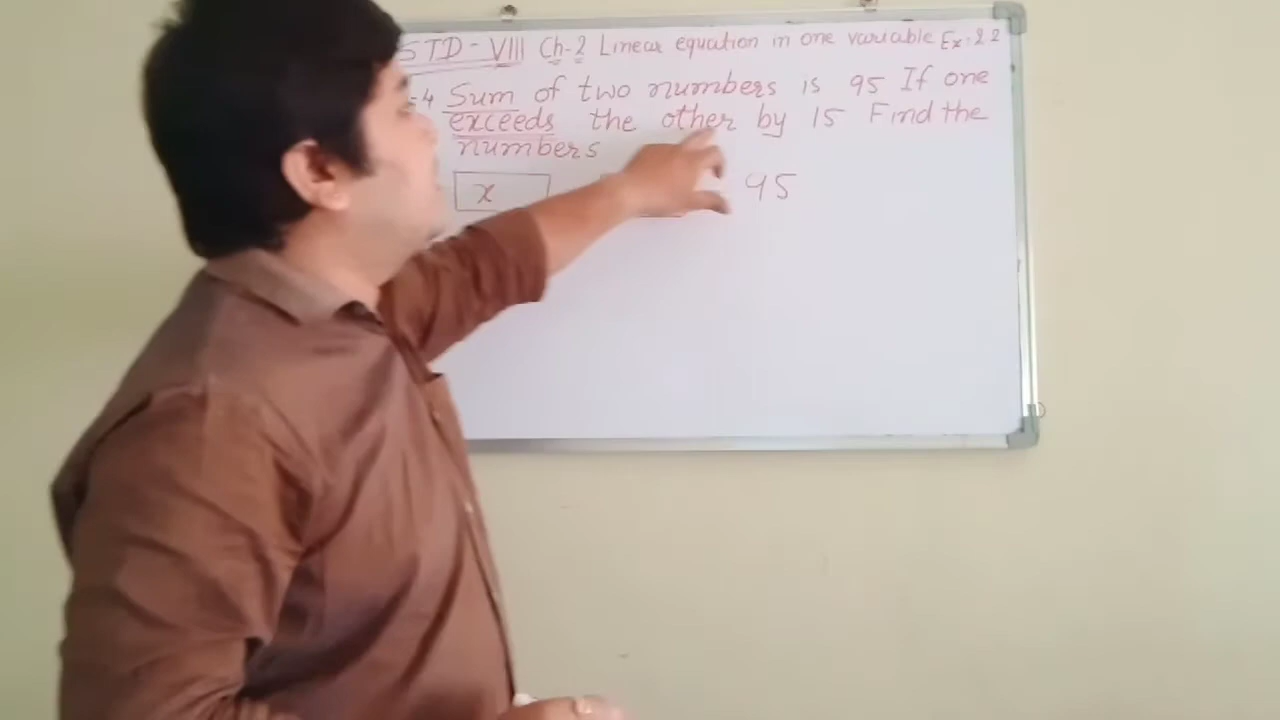 STD - VIII Ch-2 Linear equation in one variable Ex: 2.2
=4 Sum of two numbers is 95 If one
exceeds the other by 15 Find the
numbers
x 95